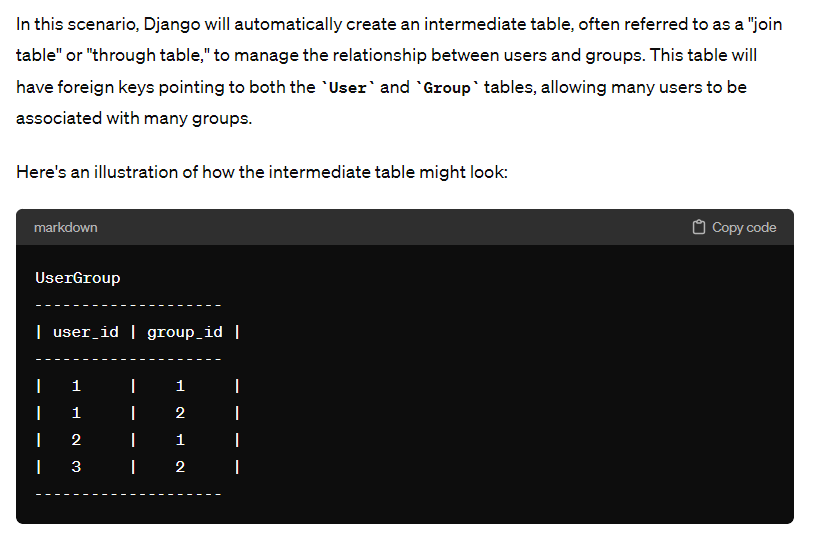 In this scenario, Django will automatically create an intermediate table, often referred to as a "join
table" or "through table," to manage the relationship between users and groups. This table will
have foreign keys pointing to both the `User` and `Group` tables, allowing many users to be
associated with many groups.
Here's an illustration of how the intermediate table might look:
markdown Copy code
UserGroup
---------------------
| user_id | group_id |
---------------------
| 1 | 1 |
| 1 | 2 |
| 2 | 1 |
| 3 | 2 |
---------------------